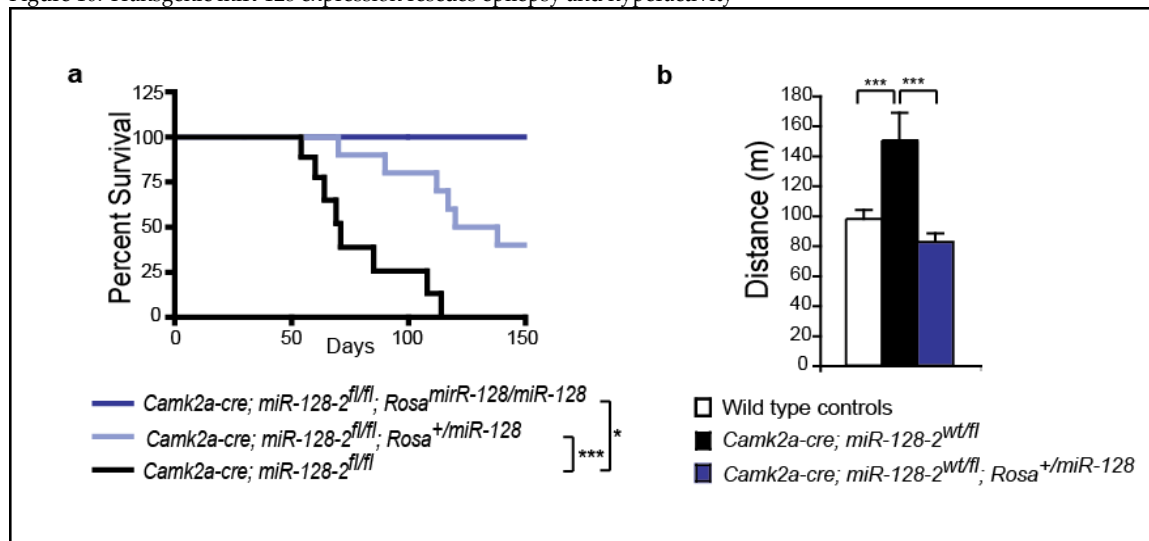 a
125
100
75
50
25
0
Percent Survival
0 50 100 150
Days
Camk2a-cre; miR-128-2fl/fl; RosamirR-128/miR-128
Camk2a-cre; miR-128-2fl/fl; Rosa+/miR-128
Camk2a-cre; miR-128-2fl/fl
*
***
b
*** ***
180
160
140
120
100
80
60
40
20
0
Distance (m)
Wild type controls
Camk2a-cre; miR-128-2wt/fl
Camk2a-cre; miR-128-2wt/fl; Rosa+/miR-128